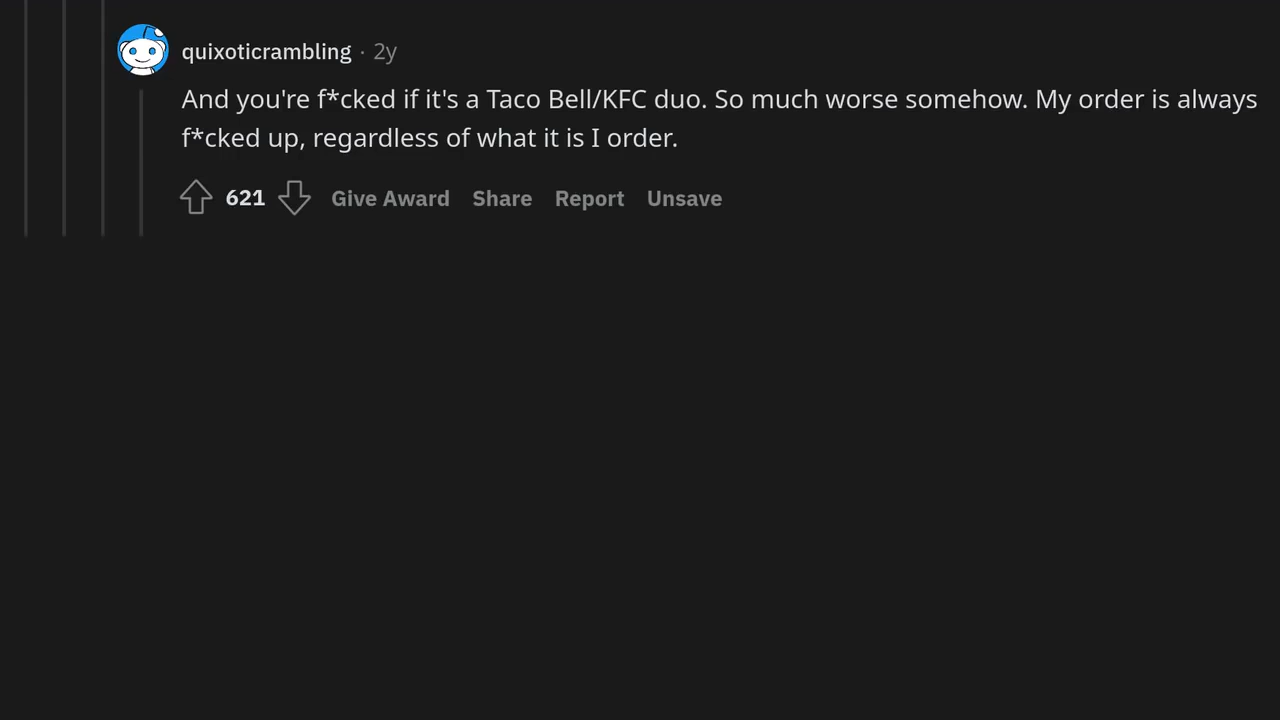 quixoticrambling · 2y
And you're f*cked if it's a Taco Bell/KFC duo. So much worse somehow. My order is always
f*cked up, regardless of what it is I order.
621 Give Award Share Report Unsave